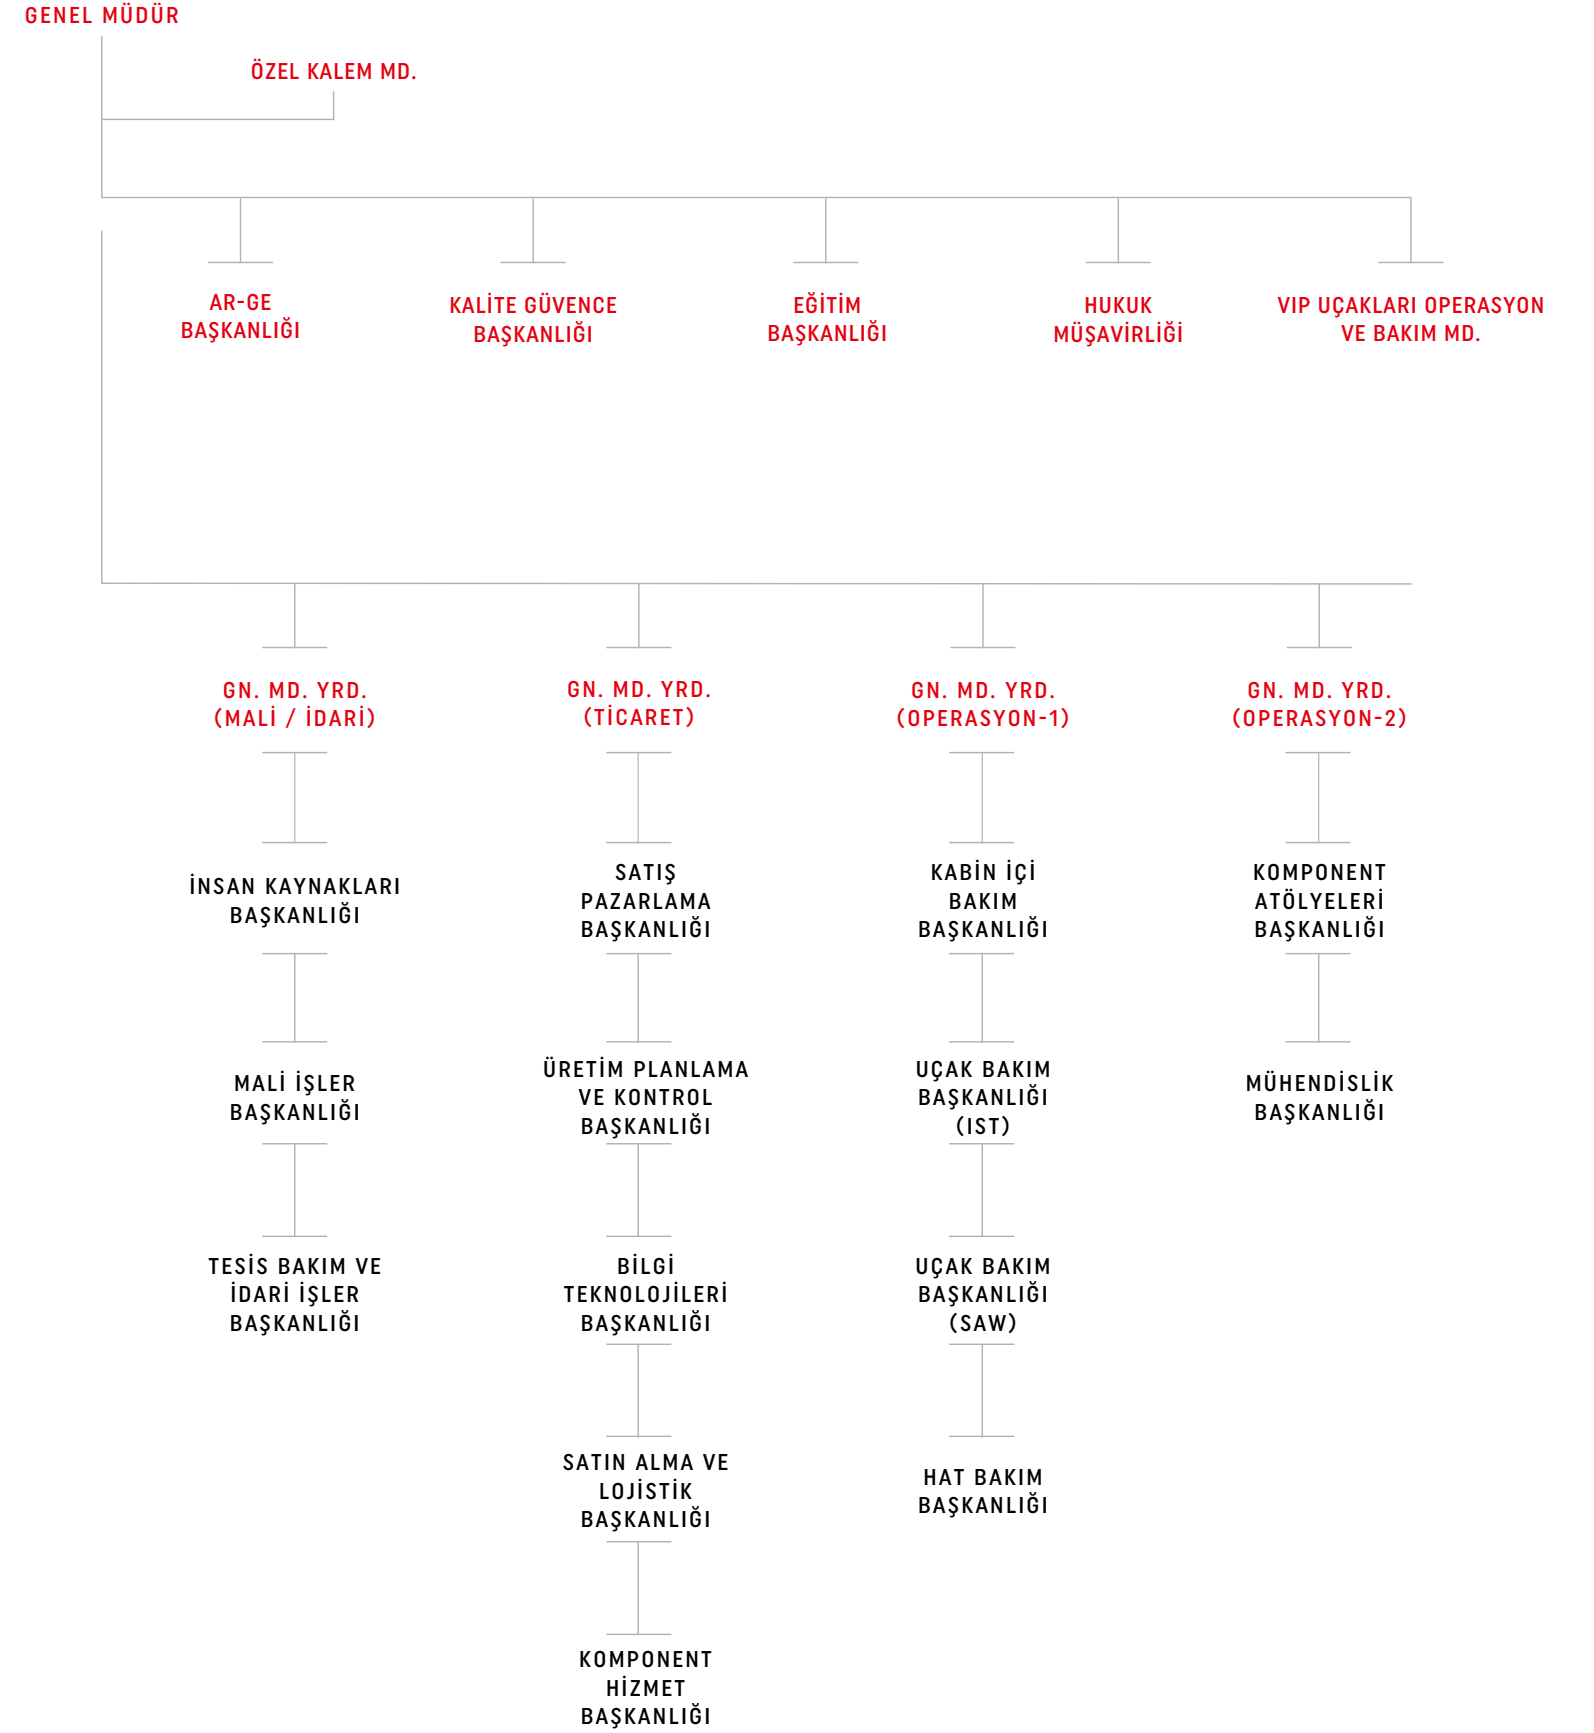 GENEL MÜDÜR
ÖZEL KALEM MD.
AR-GE
BAŞKANLIĞI
KALİTE GÜVENCE
BAŞKANLIĞI
EĞİTİM
BAŞKANLIĞI
HUKUK
MÜŞAVİRLİĞİ
VIP UÇAKLARI OPERASYON
VE BAKIM MD.
GN. MD. YRD.
(MALİ / İDARİ)
İNSAN KAYNAKLARI
BAŞKANLIĞI
MALİ İŞLER
BAŞKANLIĞI
TESİS BAKIM VE
İDARİ İŞLER
BAŞKANLIĞI
GN. MD. YRD.
(TİCARET)
SATIŞ
PAZARLAMA
BAŞKANLIĞI
ÜRETİM PLANLAMA
VE KONTROL
BAŞKANLIĞI
BİLGİ
TEKNOLOJİLERİ
BAŞKANLIĞI
SATIN ALMA VE
LOJİSTİK
BAŞKANLIĞI
KOMPONENT
HİZMET
BAŞKANLIĞI
GN. MD. YRD.
(OPERASYON-1)
KABİN İÇİ
BAKIM
BAŞKANLIĞI
UÇAK BAKIM
BAŞKANLIĞI
(IST)
UÇAK BAKIM
BAŞKANLIĞI
(SAW)
HAT BAKIM
BAŞKANLIĞI
GN. MD. YRD.
(OPERASYON-2)
KOMPONENT
ATÖLYELERİ
BAŞKANLIĞI
MÜHENDİSLİK
BAŞKANLIĞI